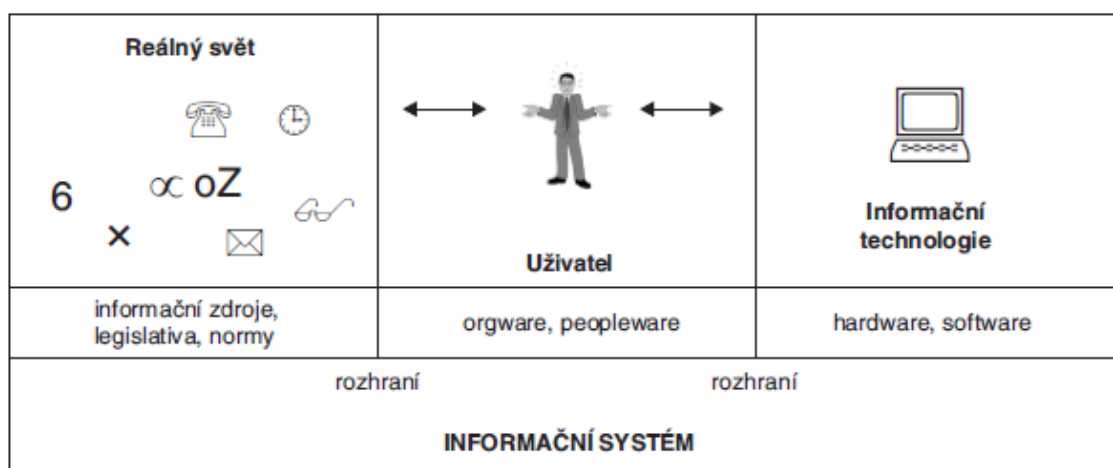 Reálný svět
6
∝ oZ
×
Uživatel
Informační
technologie
informační zdroje,
legislativa, normy
orgware, peopleware
hardware, software
rozhraní
rozhraní
INFORMAČNÍ SYSTÉM